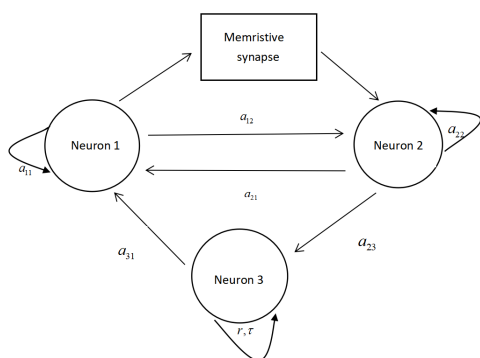 Memristive
synapse
a₁₂
Neuron 1
Neuron 2
a₂₂
a₁₁
a₂₁
a₃₁
a₂₃
Neuron 3
r, τ